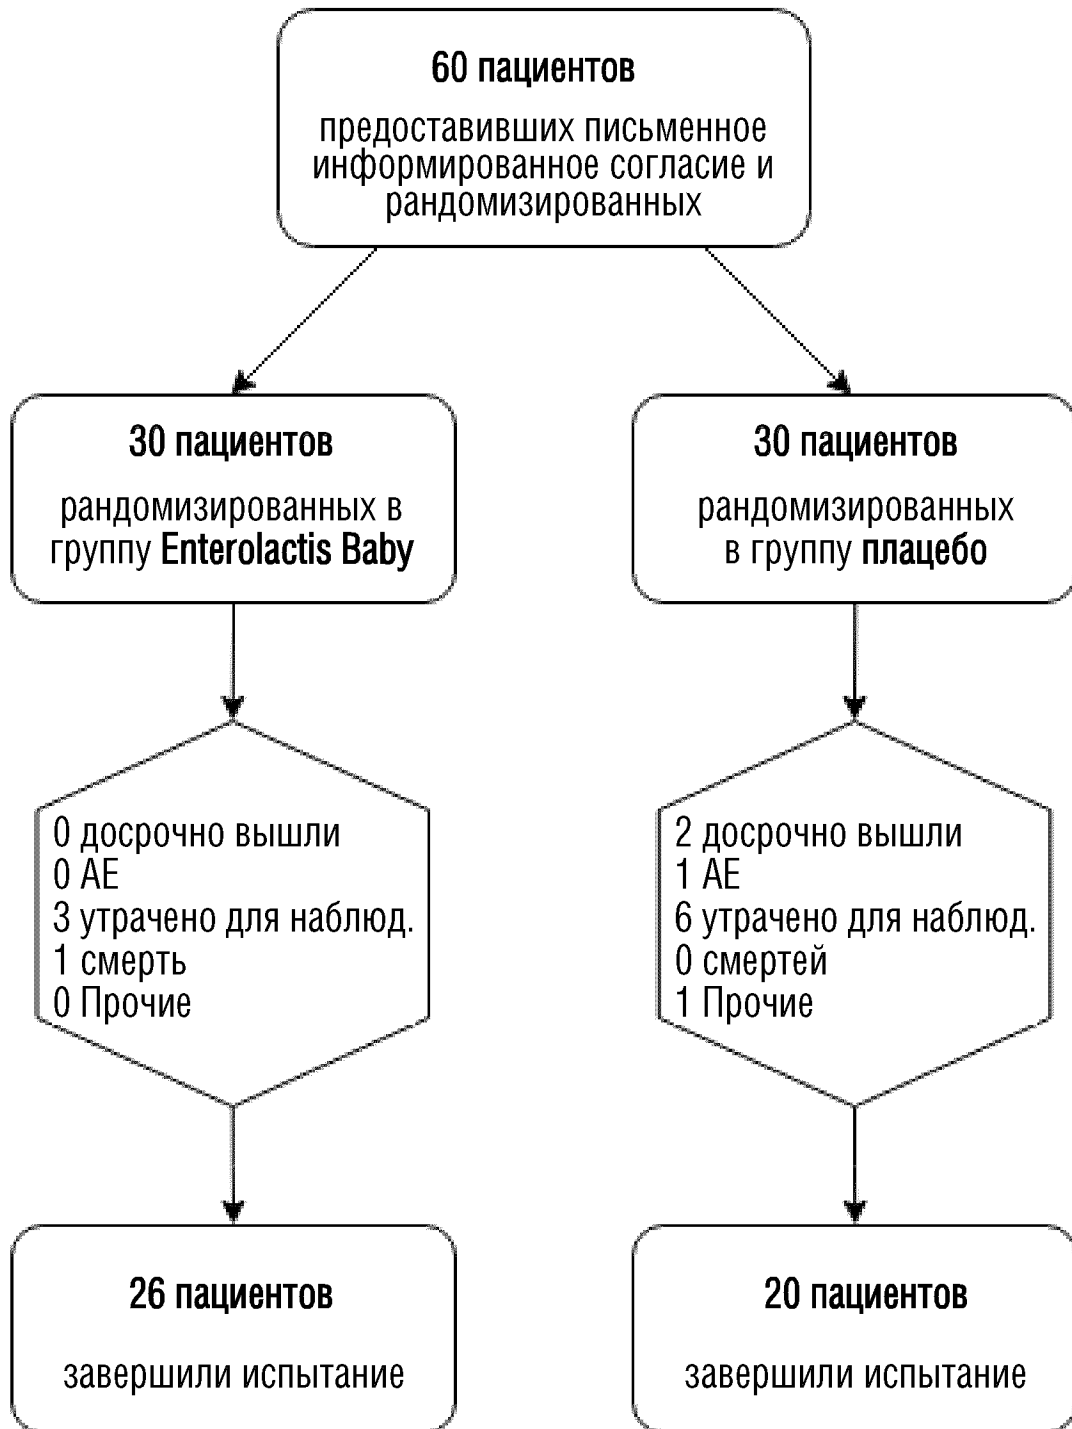 60 пациентов
предоставивших письменное
информированное согласие и
рандомизированных
30 пациентов
рандомизированных в
группу Enterolactis Baby
30 пациентов
рандомизированных
в группу плацебо
0 досрочно вышли
0 AE
3 утрачено для наблюд.
1 смерть
0 Прочие
2 досрочно вышли
1 AE
6 утрачено для наблюд.
0 смертей
1 Прочие
26 пациентов
завершили испытание
20 пациентов
завершили испытание